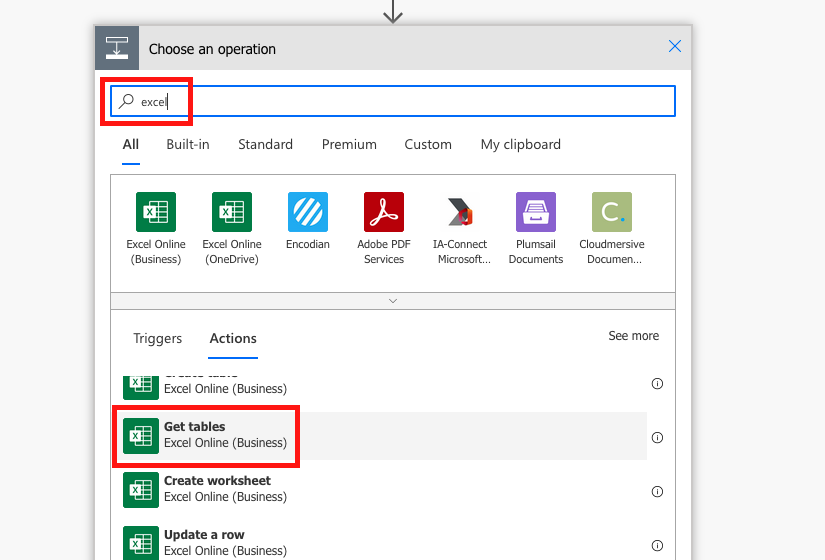 Choose an operation
excel
All Built-in Standard Premium Custom My clipboard
Excel Online (Business)
Excel Online (OneDrive)
Encodian
Adobe PDF Services
IA-Connect Microsoft...
Plumsail Documents
C.
Cloudmersive Documen...
Triggers Actions See more
Create table
Excel Online (Business)
Get tables
Excel Online (Business)
Create worksheet
Excel Online (Business)
Update a row
Excel Online (Business)